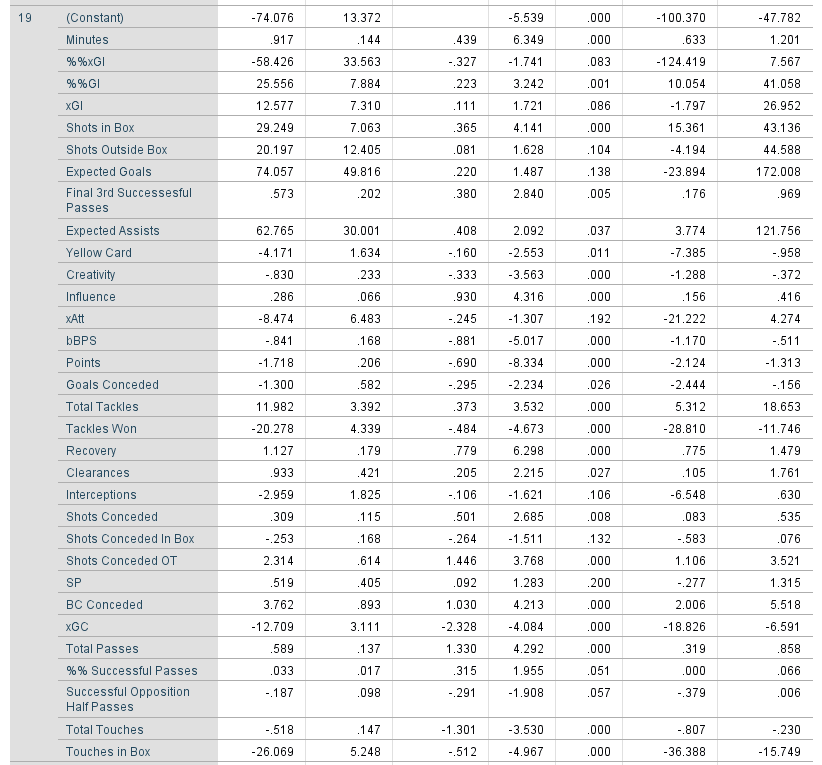 19 (Constant) -74.076 13.372 -5.539 .000 -100.370 -47.782
Minutes .917 .144 .439 6.349 .000 .633 1.201
%%xGI -58.426 33.563 -.327 -1.741 .083 -124.419 7.567
%%GI 25.556 7.884 .223 3.242 .001 10.054 41.058
xGI 12.577 7.310 .111 1.721 .086 -1.797 26.952
Shots in Box 29.249 7.063 .365 4.141 .000 15.361 43.136
Shots Outside Box 20.197 12.405 .081 1.628 .104 -4.194 44.588
Expected Goals 74.057 49.816 .220 1.487 .138 -23.894 172.008
Final 3rd Successesful .573 .202 .380 2.840 .005 .176 .969
Passes
Expected Assists 62.765 30.001 .408 2.092 .037 3.774 121.756
Yellow Card -4.171 1.634 -.160 -2.553 .011 -7.385 -.958
Creativity -.830 .233 -.333 -3.563 .000 -1.288 -.372
Influence .286 .066 .930 4.316 .000 .156 .416
xAtt -8.474 6.483 -.245 -1.307 .192 -21.222 4.274
bBPS -.841 .168 -.881 -5.017 .000 -1.170 -.511
Points -1.718 .206 -.690 -8.334 .000 -2.124 -1.313
Goals Conceded -1.300 .582 -.295 -2.234 .026 -2.444 -.156
Total Tackles 11.982 3.392 .373 3.532 .000 5.312 18.653
Tackles Won -20.278 4.339 -.484 -4.673 .000 -28.810 -11.746
Recovery 1.127 .179 .779 6.298 .000 .775 1.479
Clearances .933 .421 .205 2.215 .027 .105 1.761
Interceptions -2.959 1.825 -.106 -1.621 .106 -6.548 .630
Shots Conceded .309 .115 .501 2.685 .008 .083 .535
Shots Conceded In Box -.253 .168 -.264 -1.511 .132 -.583 .076
Shots Conceded OT 2.314 .614 1.446 3.768 .000 1.106 3.521
SP .519 .405 .092 1.283 .200 -.277 1.315
BC Conceded 3.762 .893 1.030 4.213 .000 2.006 5.518
xGC -12.709 3.111 -2.328 -4.084 .000 -18.826 -6.591
Total Passes .589 .137 1.330 4.292 .000 .319 .858
%% Successful Passes .033 .017 .315 1.955 .051 .000 .066
Successful Opposition -.187 .098 -.291 -1.908 .057 -.379 .006
Half Passes
Total Touches -.518 .147 -1.301 -3.530 .000 -.807 -.230
Touches in Box -26.069 5.248 -.512 -4.967 .000 -36.388 -15.749